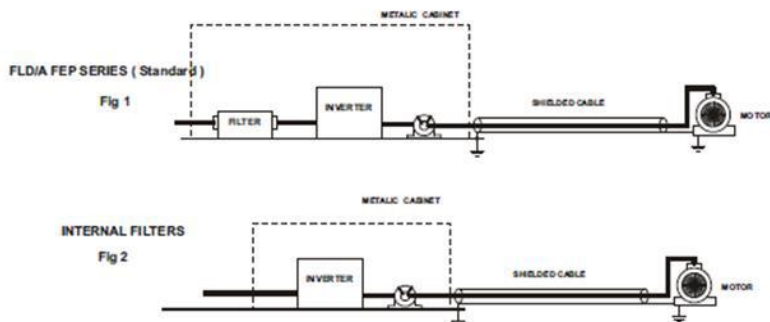 METALIC CABINET
FLD/A FEP SERIES ( Standard )
Fig 1
FILTER
INVERTER
SHIELDED CABLE
MOTOR
METALIC CABINET
INTERNAL FILTERS
Fig 2
INVERTER
SHIELDED CABLE
MOTOR